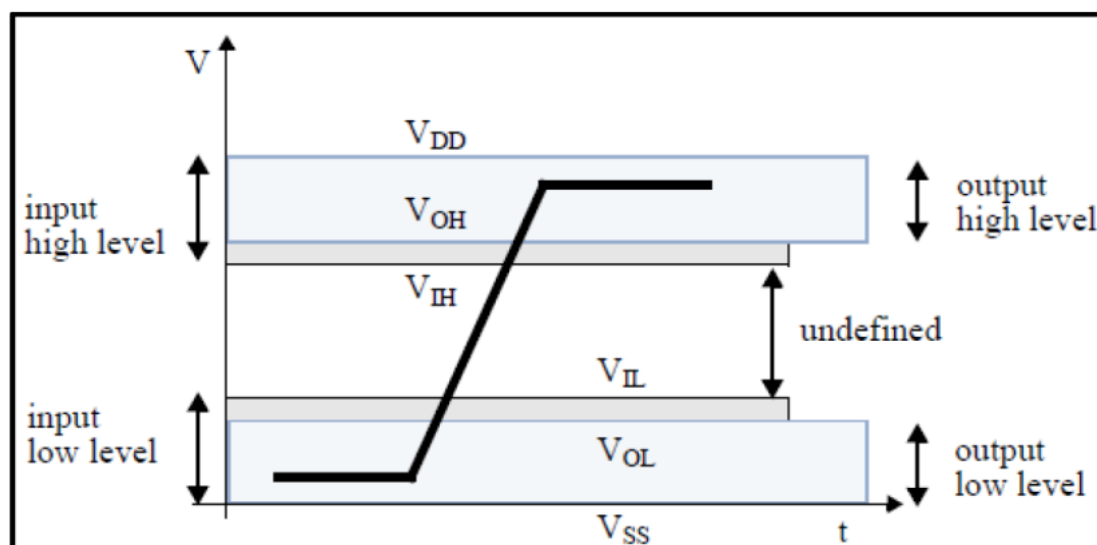 V
V_DD
input
high level
V_OH
output
high level
V_IH
undefined
V_IL
input
low level
V_OL
output
low level
V_SS
t